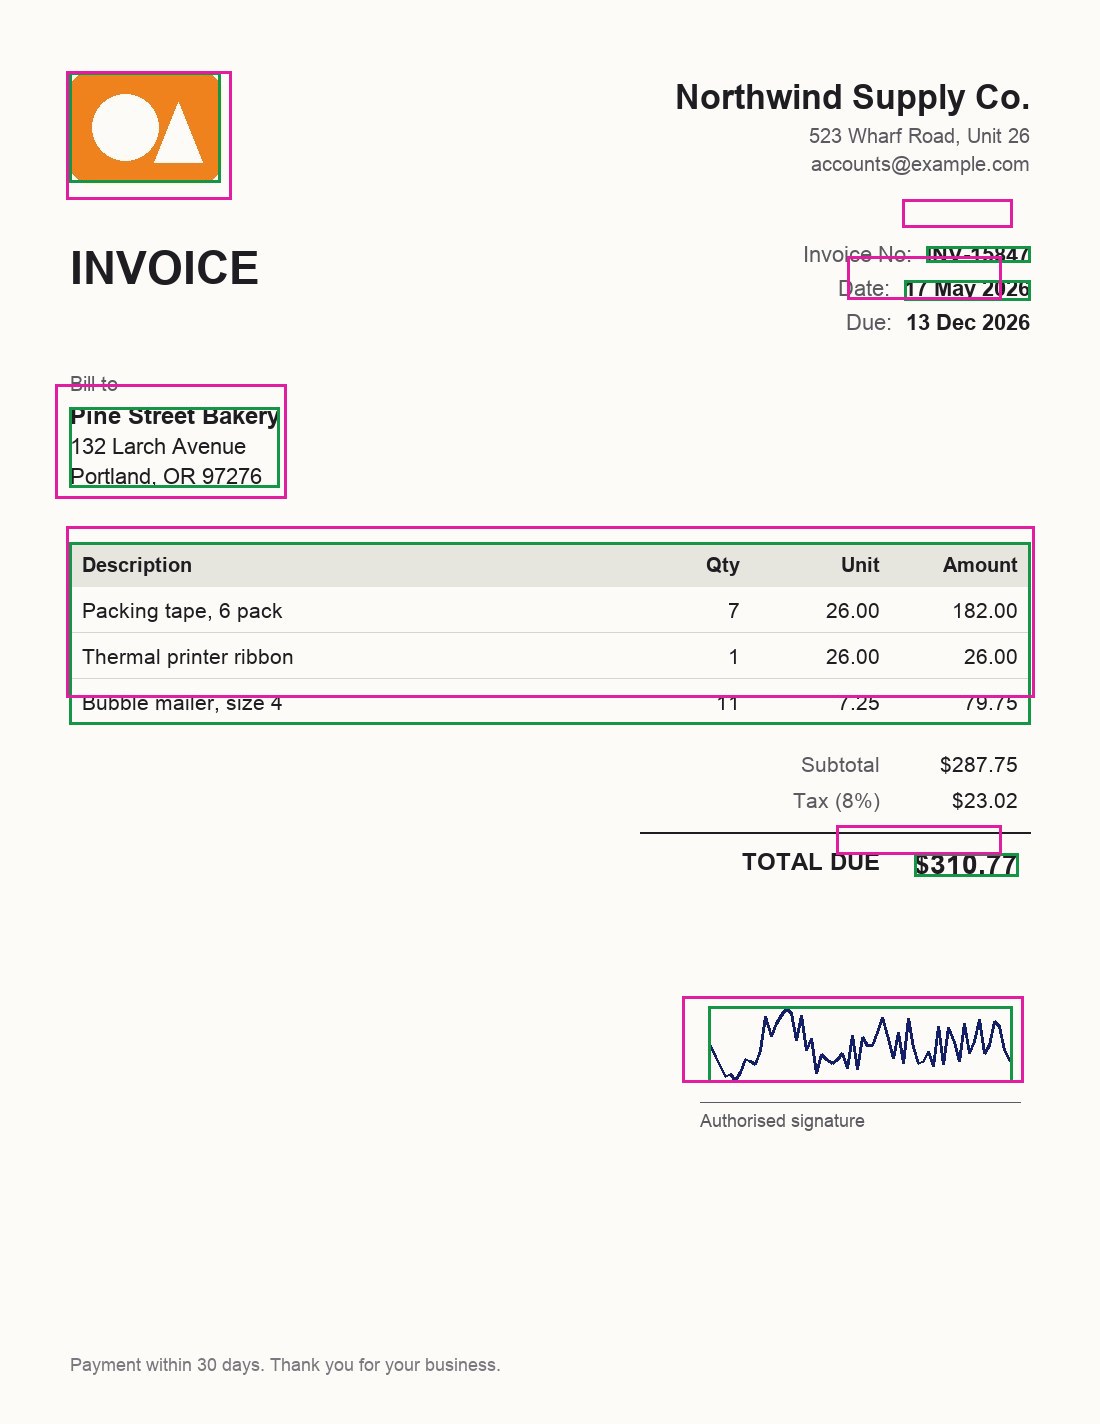 Northwind Supply Co.
523 Wharf Road, Unit 26
accounts@example.com
INVOICE
Invoice No: INV-15847
Date: 17 May 2026
Due: 13 Dec 2026
Bill to
Pine Street Bakery
132 Larch Avenue
Portland, OR 97276
Description Qty Unit Amount
Packing tape, 6 pack 7 26.00 182.00
Thermal printer ribbon 1 26.00 26.00
Bubble mailer, size 4 11 7.25 79.75
Subtotal $287.75
Tax (8%) $23.02
TOTAL DUE $310.77
Authorised signature
Payment within 30 days. Thank you for your business.